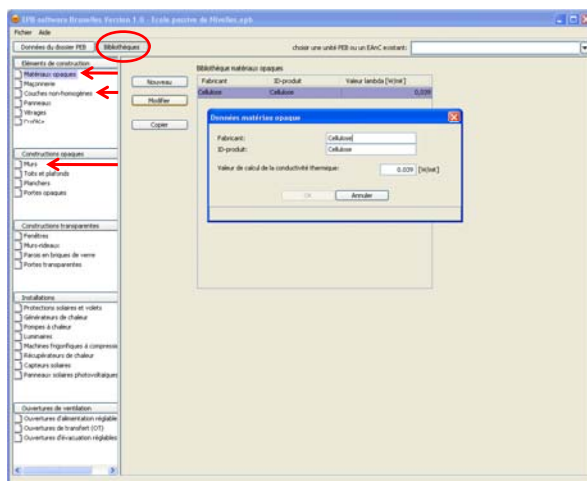 EPB software Bruxelles Version 1.0 - Ecole passive de Nivelles.epb
Fichier Aide
Données du dossier PEB
Bibliothèques
choisir une unité PEB ou un EAnC existant:
Eléments de construction
Matériaux opaques
Maçonnerie
Couches non-homogènes
Panneaux
Vitrages
Profilés
Nouveau
Modifier
Copier
Bibliothèque matériaux opaques
Fabricant ID-produit Valeur lambda [W/mK]
Cellulose Cellulose 0,039
Données matériau opaque
Fabricant: Cellulose
ID-produit: Cellulose
Valeur de calcul de la conductivité thermique: 0.039 [W/mK]
OK Annuler
Constructions opaques
Murs
Toits et plafonds
Planchers
Portes opaques
Constructions transparentes
Fenêtres
Murs-rideaux
Parois en briques de verre
Portes transparentes
Installations
Protections solaires et volets
Générateurs de chaleur
Pompes à chaleur
Luminaires
Machines frigorifiques à compressio
Récupérateurs de chaleur
Capteurs solaires
Panneaux solaires photovoltaïques
Ouvertures de ventilation
Ouvertures d'alimentation réglable
Ouvertures de transfert (OT)
Ouvertures d'évacuation réglables